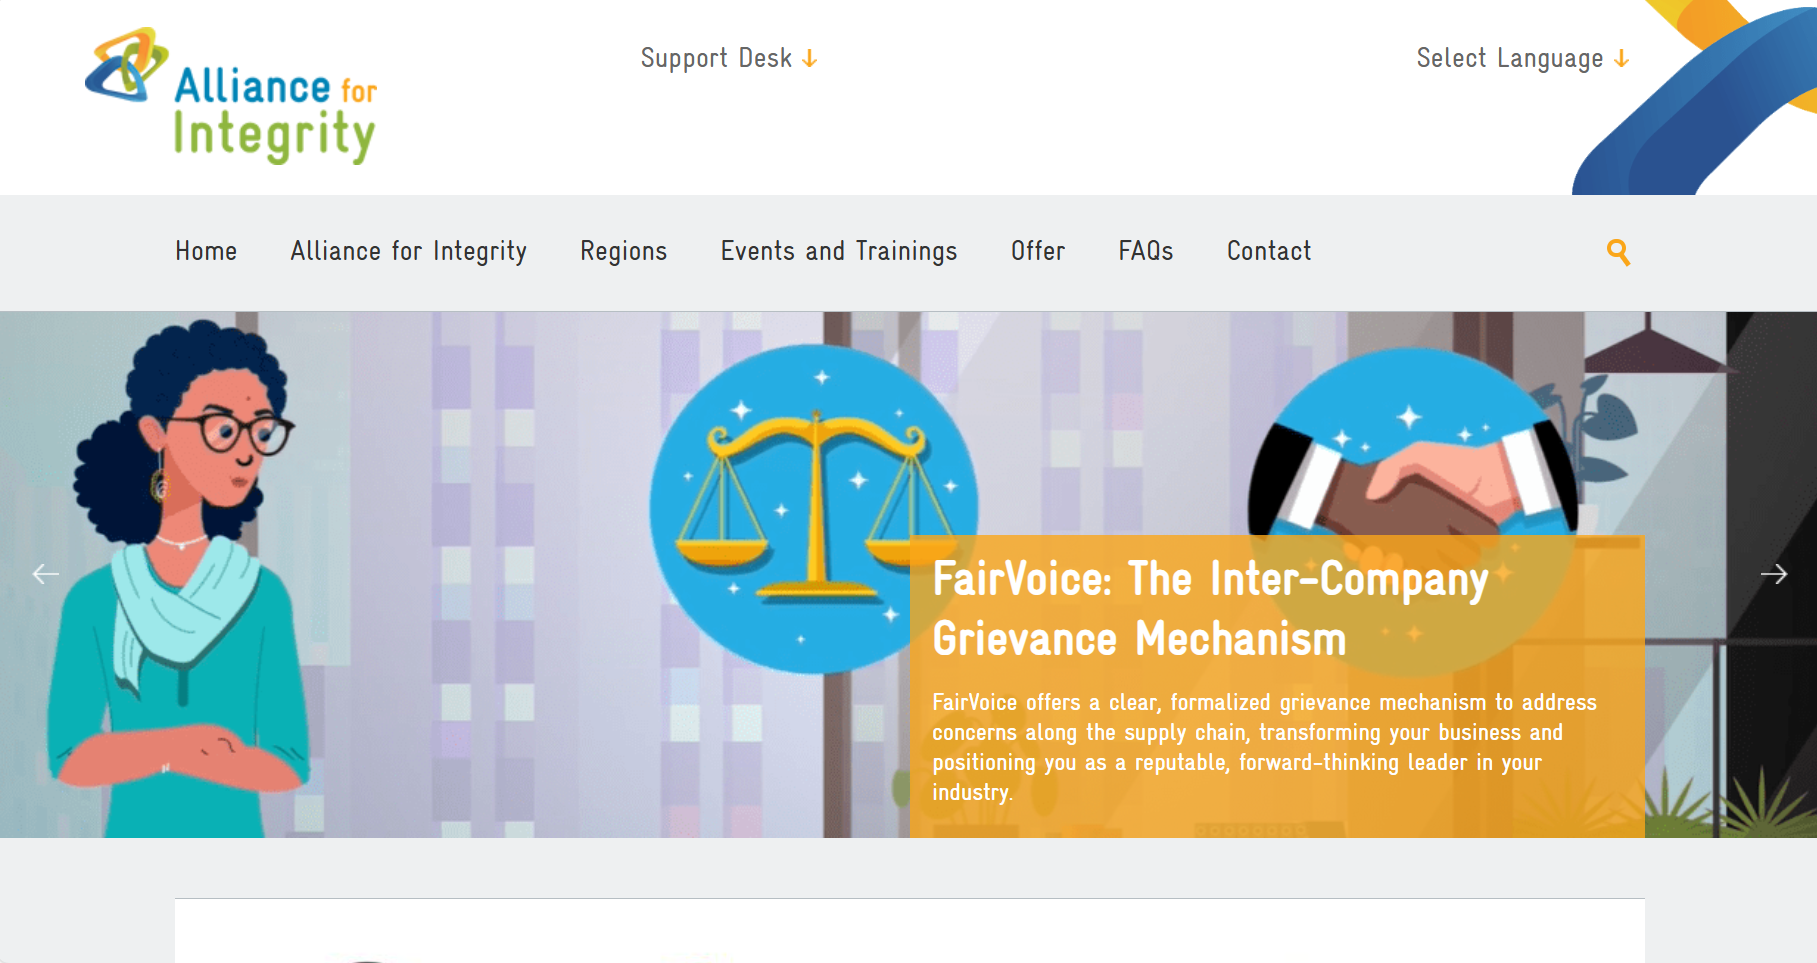 Alliance for
Integrity
Support Desk
Select Language
Home Alliance for Integrity Regions Events and Trainings Offer FAQs Contact
FairVoice: The Inter-Company
Grievance Mechanism
FairVoice offers a clear, formalized grievance mechanism to address
concerns along the supply chain, transforming your business and
positioning you as a reputable, forward-thinking leader in your
industry.